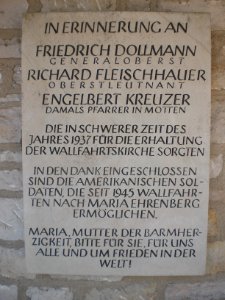 IN ERINNERUNG AN
FRIEDRICH DOLLMANN
GENERALOBERST
RICHARD FLEISCHHAUER
OBERSTLEUTNANT
ENGELBERT KREUZER
DAMALS PFARRER IN MOTTEN
DIE IN SCHWERER ZEIT DES
JAHRES 1937 FÜR DIE ERHALTUNG
DER WALLFAHRTSKIRCHE SORGTEN
IN DEN DANK EINGESCHLOSSEN
SIND DIE AMERIKANISCHEN SOL-
DATEN, DIE SEIT 1945 WALLFAHR-
TEN NACH MARIA EHRENBERG
ERMÖGLICHEN.
MARIA, MUTTER DER BARMHER-
ZIGKEIT, BITTE FÜR SIE, FÜR UNS
ALLE UND UM FRIEDEN IN DER
WELT!